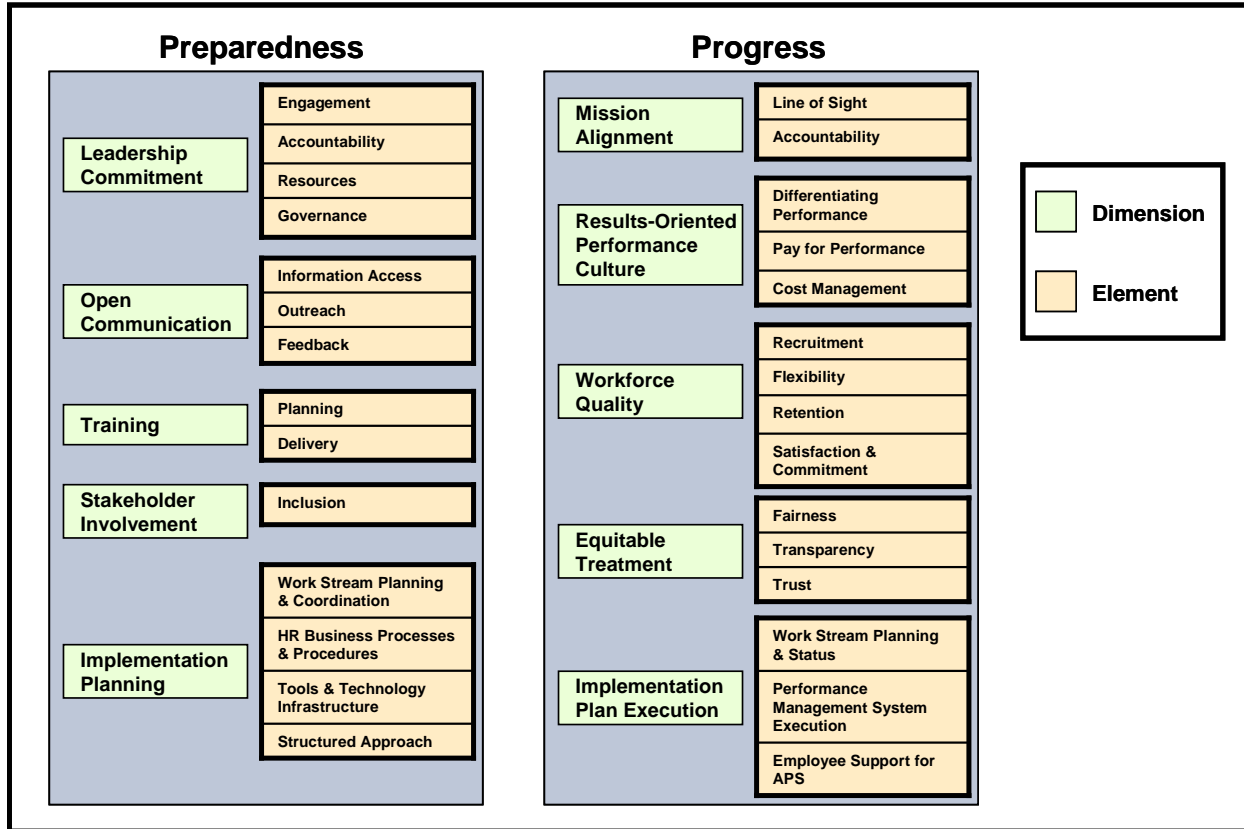 Preparedness
Leadership
Commitment
Engagement
Accountability
Resources
Governance
Open
Communication
Information Access
Outreach
Feedback
Training
Planning
Delivery
Stakeholder
Involvement
Inclusion
Implementation
Planning
Work Stream Planning
& Coordination
HR Business Processes
& Procedures
Tools & Technology
Infrastructure
Structured Approach
Progress
Mission
Alignment
Line of Sight
Accountability
Results-Oriented
Performance
Culture
Differentiating
Performance
Pay for Performance
Cost Management
Workforce
Quality
Recruitment
Flexibility
Retention
Satisfaction &
Commitment
Equitable
Treatment
Fairness
Transparency
Trust
Implementation
Plan Execution
Work Stream Planning
& Status
Performance
Management System
Execution
Employee Support for
APS
Dimension
Element